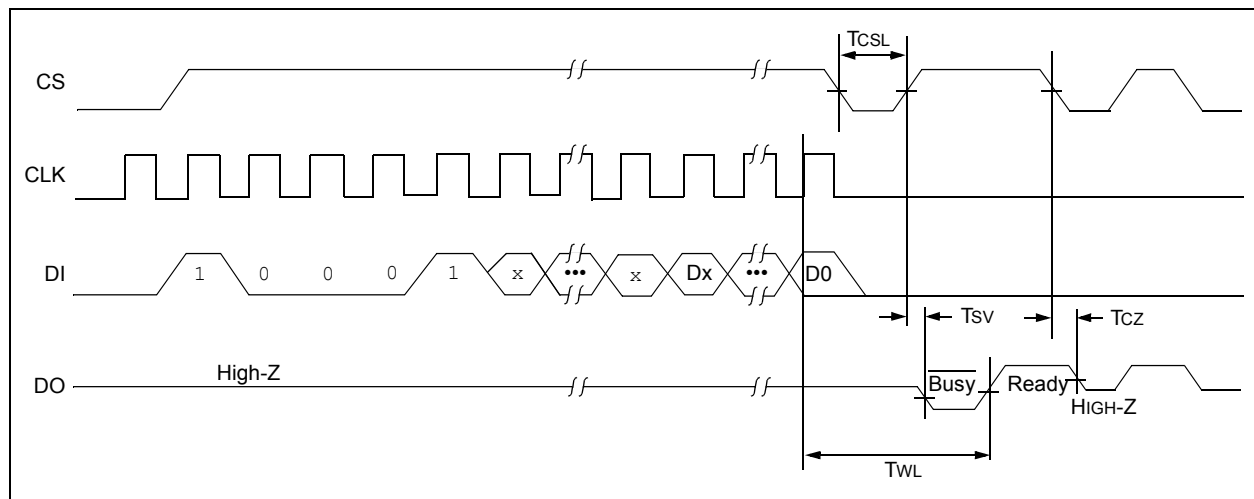 TCSL
CS
CLK
DI 1 0 0 0 1 x ••• x Dx ••• D0
TSV TCZ
DO High-Z Busy Ready
HIGH-Z
TWL